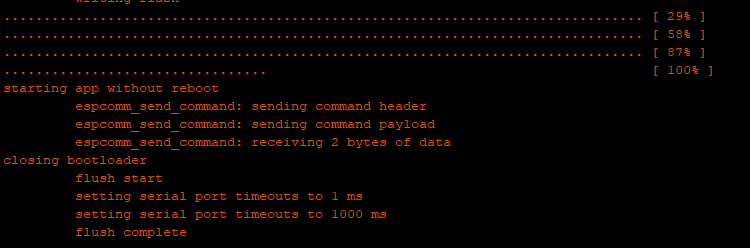 writing flash
................................................................................ [ 29% ]
................................................................................ [ 58% ]
................................................................................ [ 87% ]
................................. [ 100% ]
starting app without reboot
espcomm_send_command: sending command header
espcomm_send_command: sending command payload
espcomm_send_command: receiving 2 bytes of data
closing bootloader
flush start
setting serial port timeouts to 1 ms
setting serial port timeouts to 1000 ms
flush complete